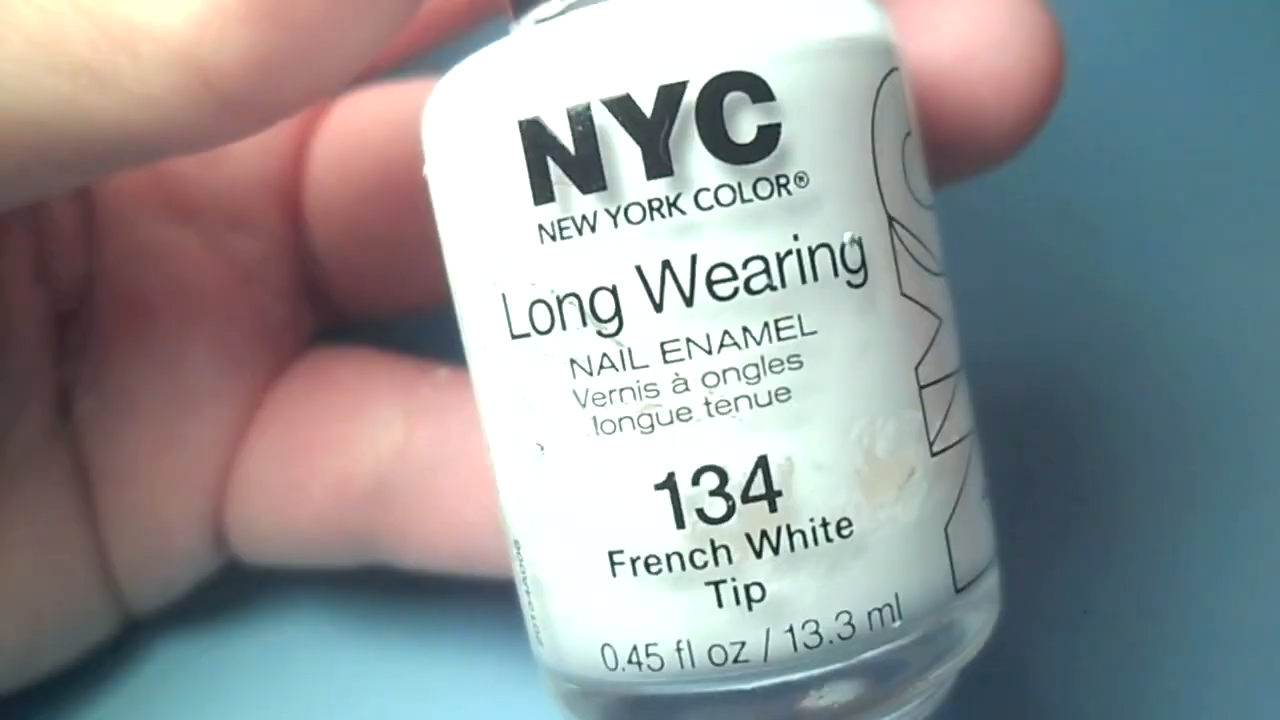 NYC
NEW YORK COLOR®
Long Wearing
NAIL ENAMEL
Vernis à ongles
longue tenue
134
French White
Tip
0.45 fl oz / 13.3 ml
NYC